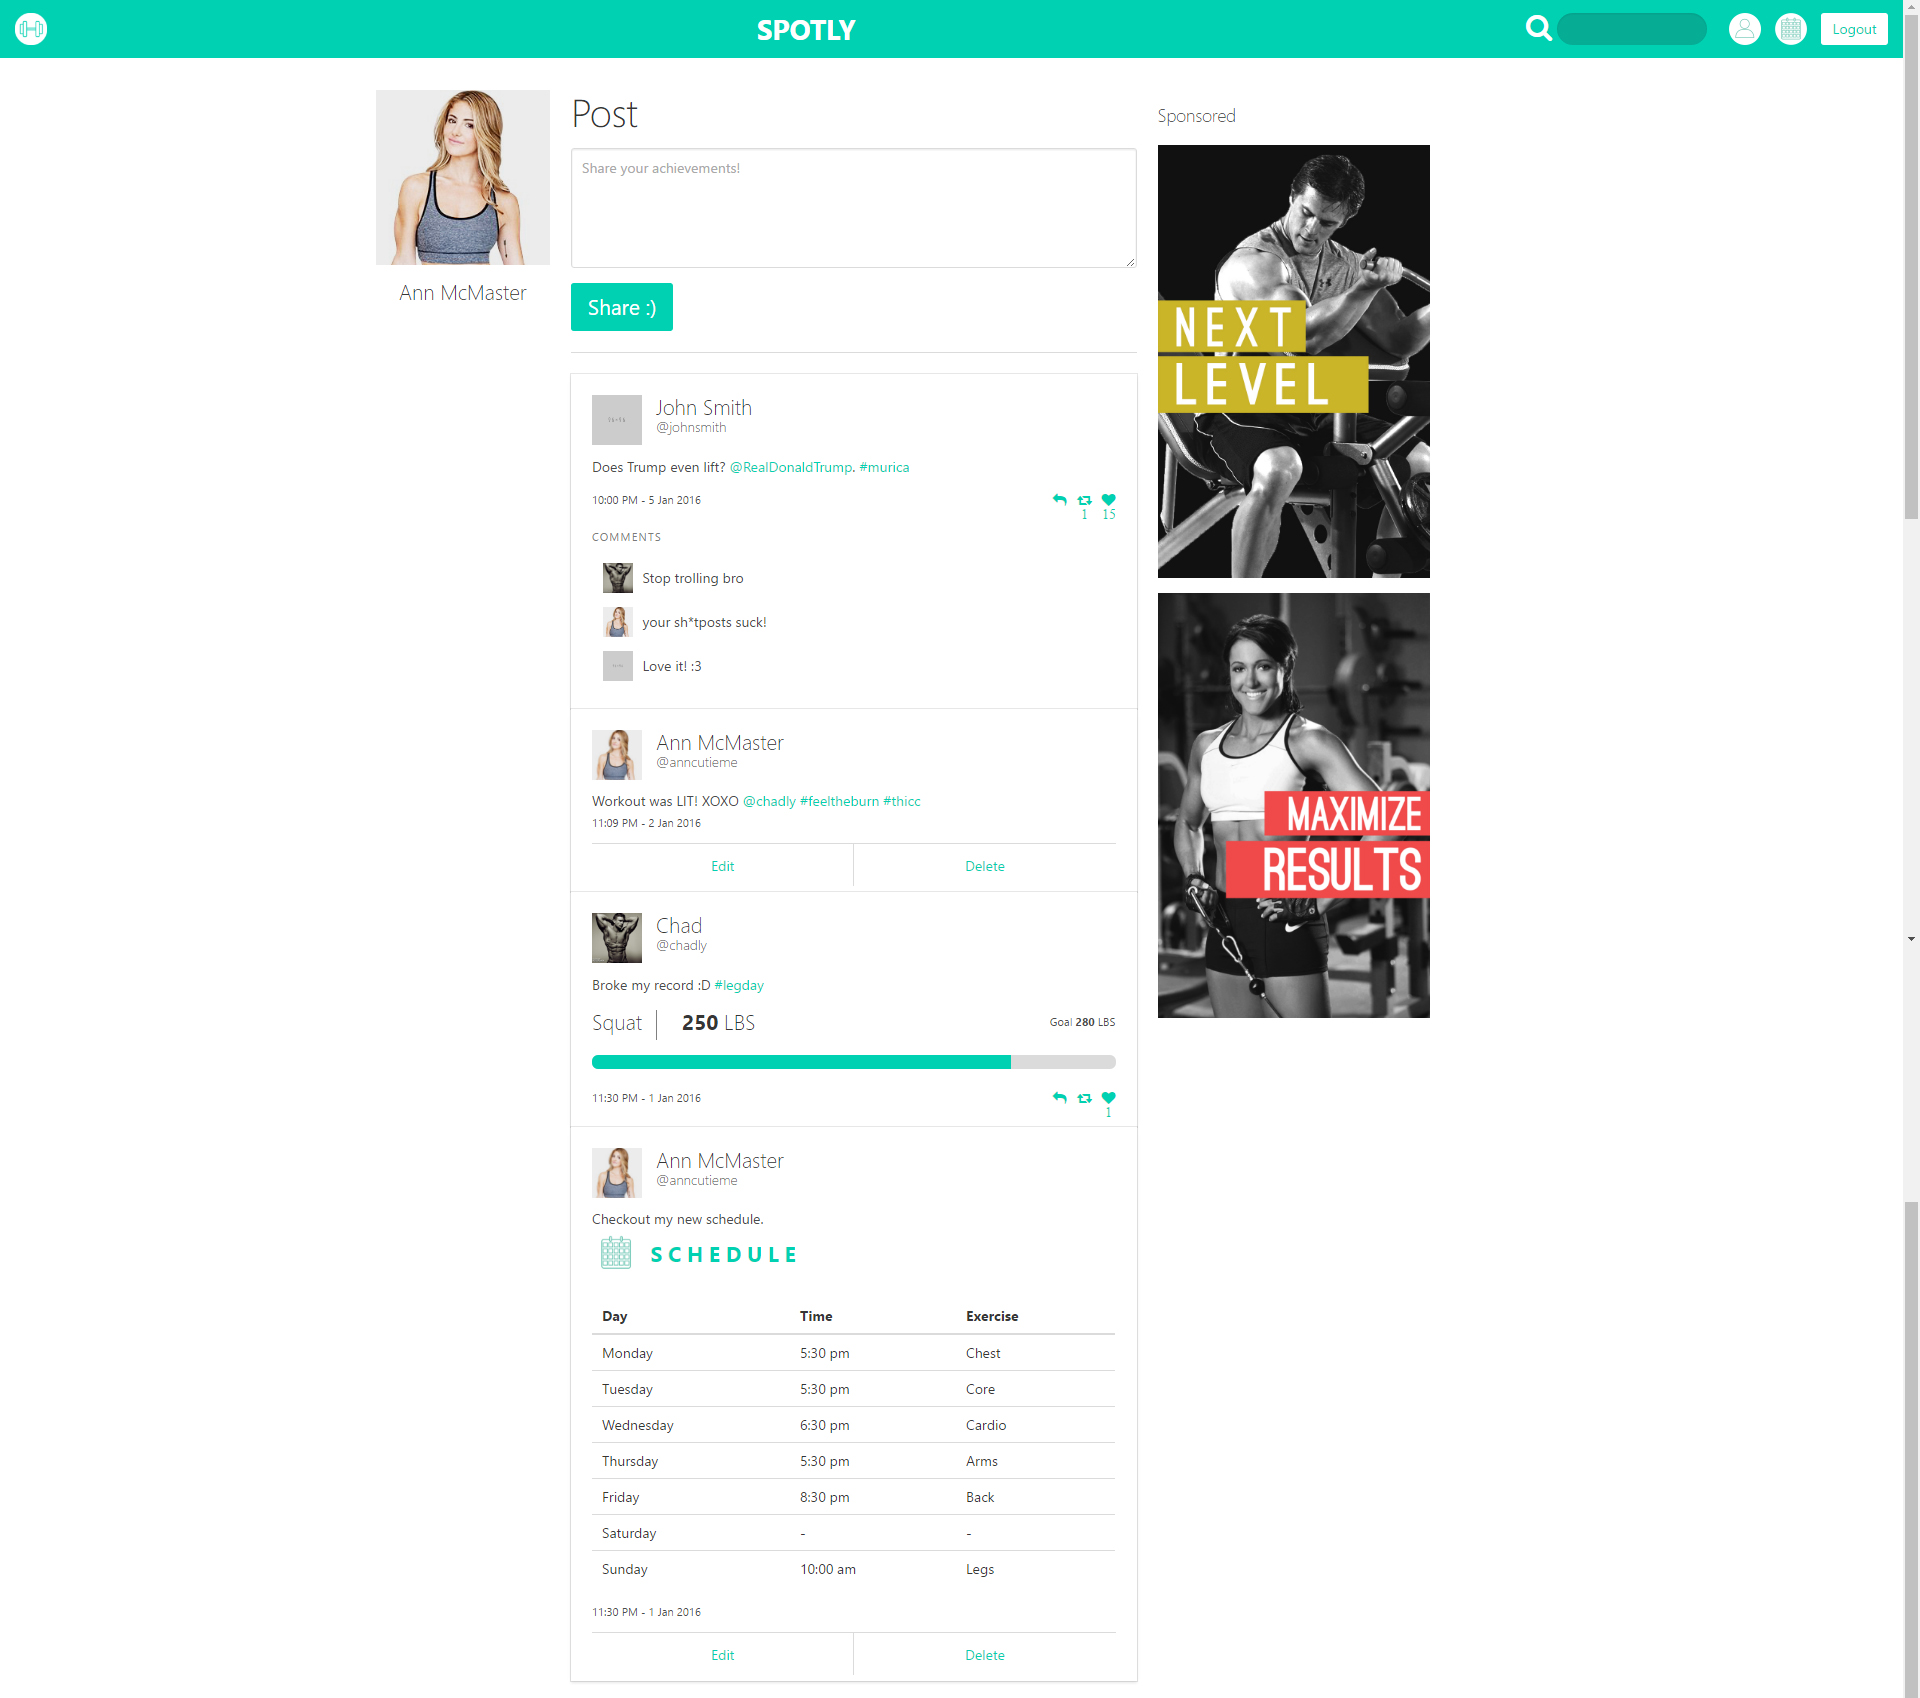 SPOTLY
Logout
Ann McMaster
Post
Share your achievements!
Share :)
John Smith
@johnsmith
Does Trump even lift? @RealDonaldTrump. #murica
10:00 PM - 5 Jan 2016
1 15
COMMENTS
Stop trolling bro
your sh*tposts suck!
Love it! :3
Ann McMaster
@anncutieme
Workout was LIT! XOXO @chadly #feeltheburn #thicc
11:09 PM - 2 Jan 2016
Edit Delete
Chad
@chadly
Broke my record :D #legday
Squat 250 LBS Goal 280 LBS
11:30 PM - 1 Jan 2016
1
Ann McMaster
@anncutieme
Checkout my new schedule.
SCHEDULE
Day Time Exercise
Monday 5:30 pm Chest
Tuesday 5:30 pm Core
Wednesday 6:30 pm Cardio
Thursday 5:30 pm Arms
Friday 8:30 pm Back
Saturday - -
Sunday 10:00 am Legs
11:30 PM - 1 Jan 2016
Edit Delete
Sponsored
NEXT
LEVEL
MAXIMIZE
RESULTS